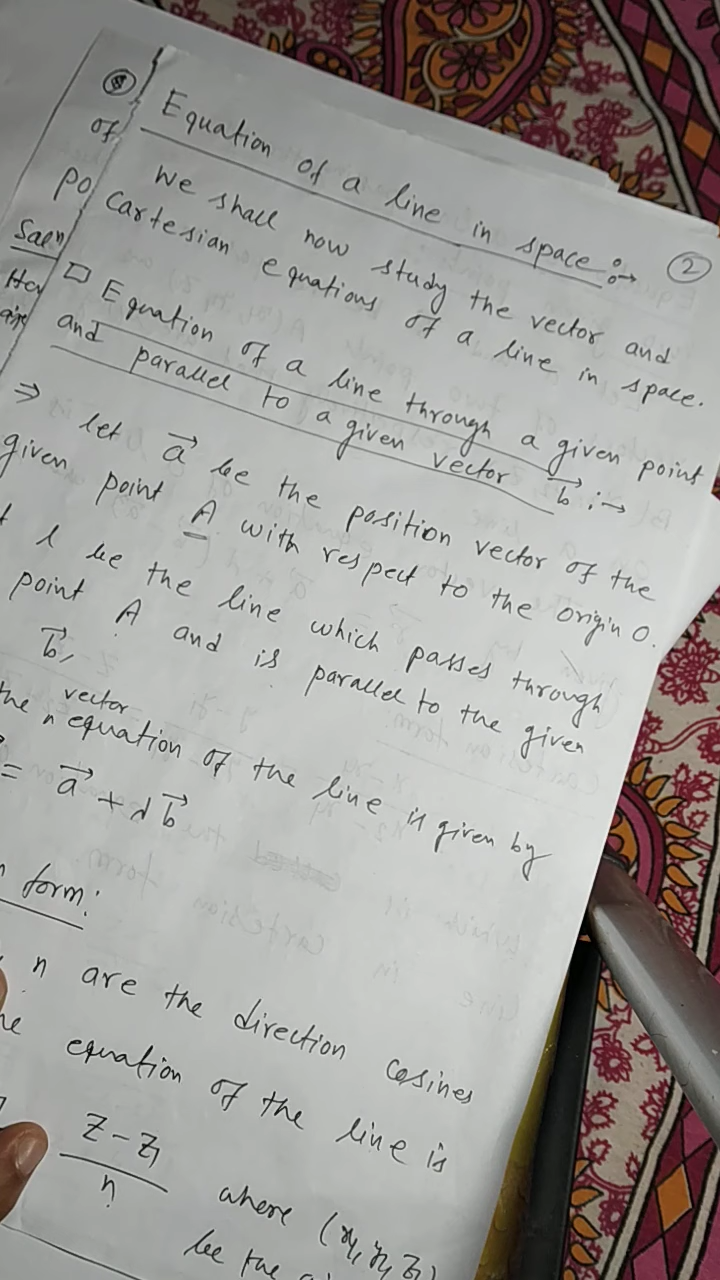 Equation of a line in space :→ ②
We shall now study the vector and
Cartesian equations of a line in space.
□ Equation of a line through a given point
and parallel to a given vector b⃗ :→
⇒ let a⃗ be the position vector of the
given point A with respect to the origin O.
l be the line which passes through
point A and is parallel to the given
b⃗,
the vector equation of the line is given by
= a⃗ + λ b⃗
form:
n are the direction cosines
equation of the line is
z-z₁/n where (x₁, y₁, z₁)
be the
of
po
Sal